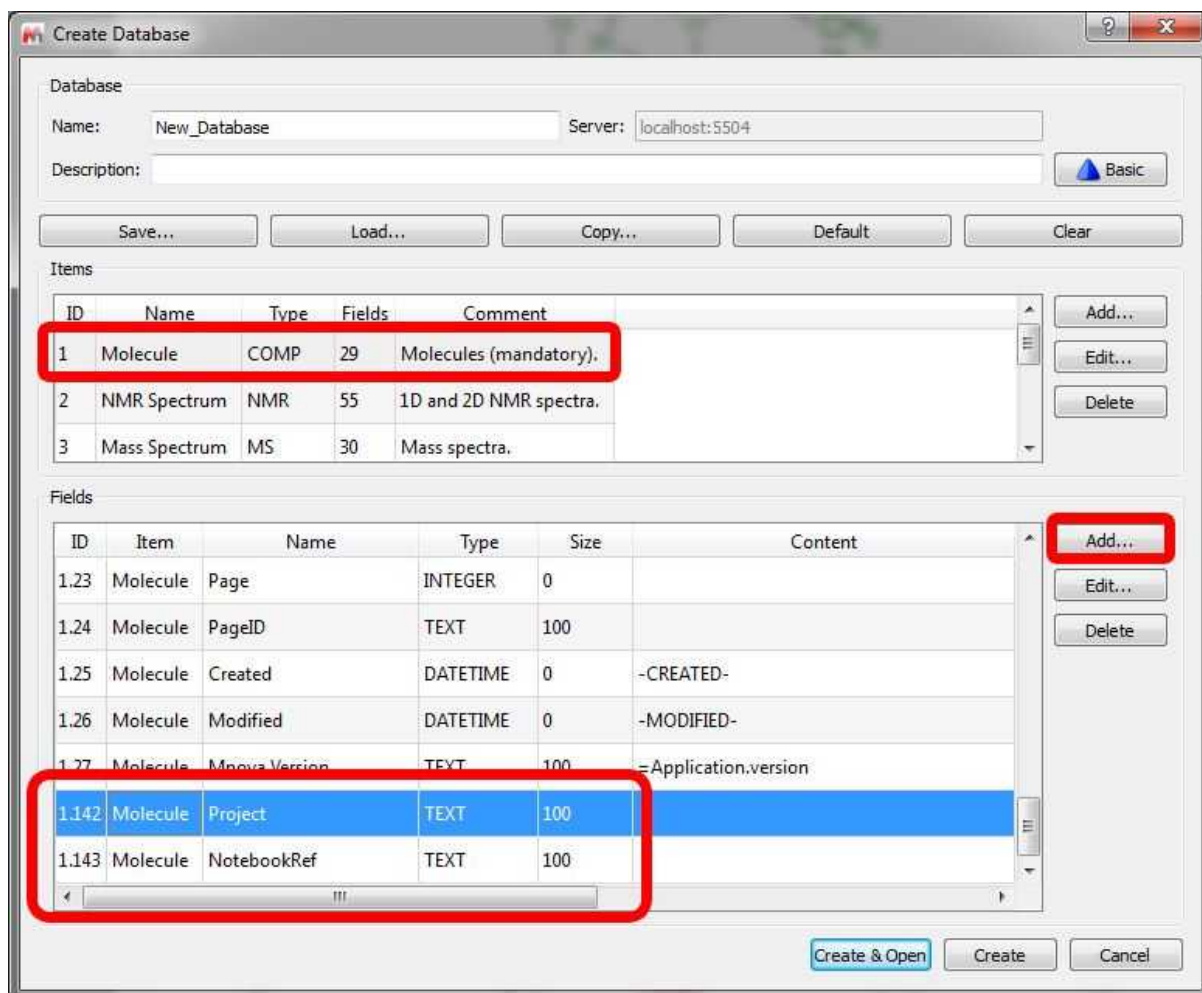 Create Database
Database
Name: New_Database Server: localhost:5504
Description: Basic
Save... Load... Copy... Default Clear
Items
ID Name Type Fields Comment Add...
1 Molecule COMP 29 Molecules (mandatory). Edit...
2 NMR Spectrum NMR 55 1D and 2D NMR spectra. Delete
3 Mass Spectrum MS 30 Mass spectra.
Fields
ID Item Name Type Size Content Add...
1.23 Molecule Page INTEGER 0 Edit...
1.24 Molecule PageID TEXT 100 Delete
1.25 Molecule Created DATETIME 0 -CREATED-
1.26 Molecule Modified DATETIME 0 -MODIFIED-
1.27 Molecule Mnova Version TEXT 100 =Application.version
1.142 Molecule Project TEXT 100
1.143 Molecule NotebookRef TEXT 100
Create & Open Create Cancel